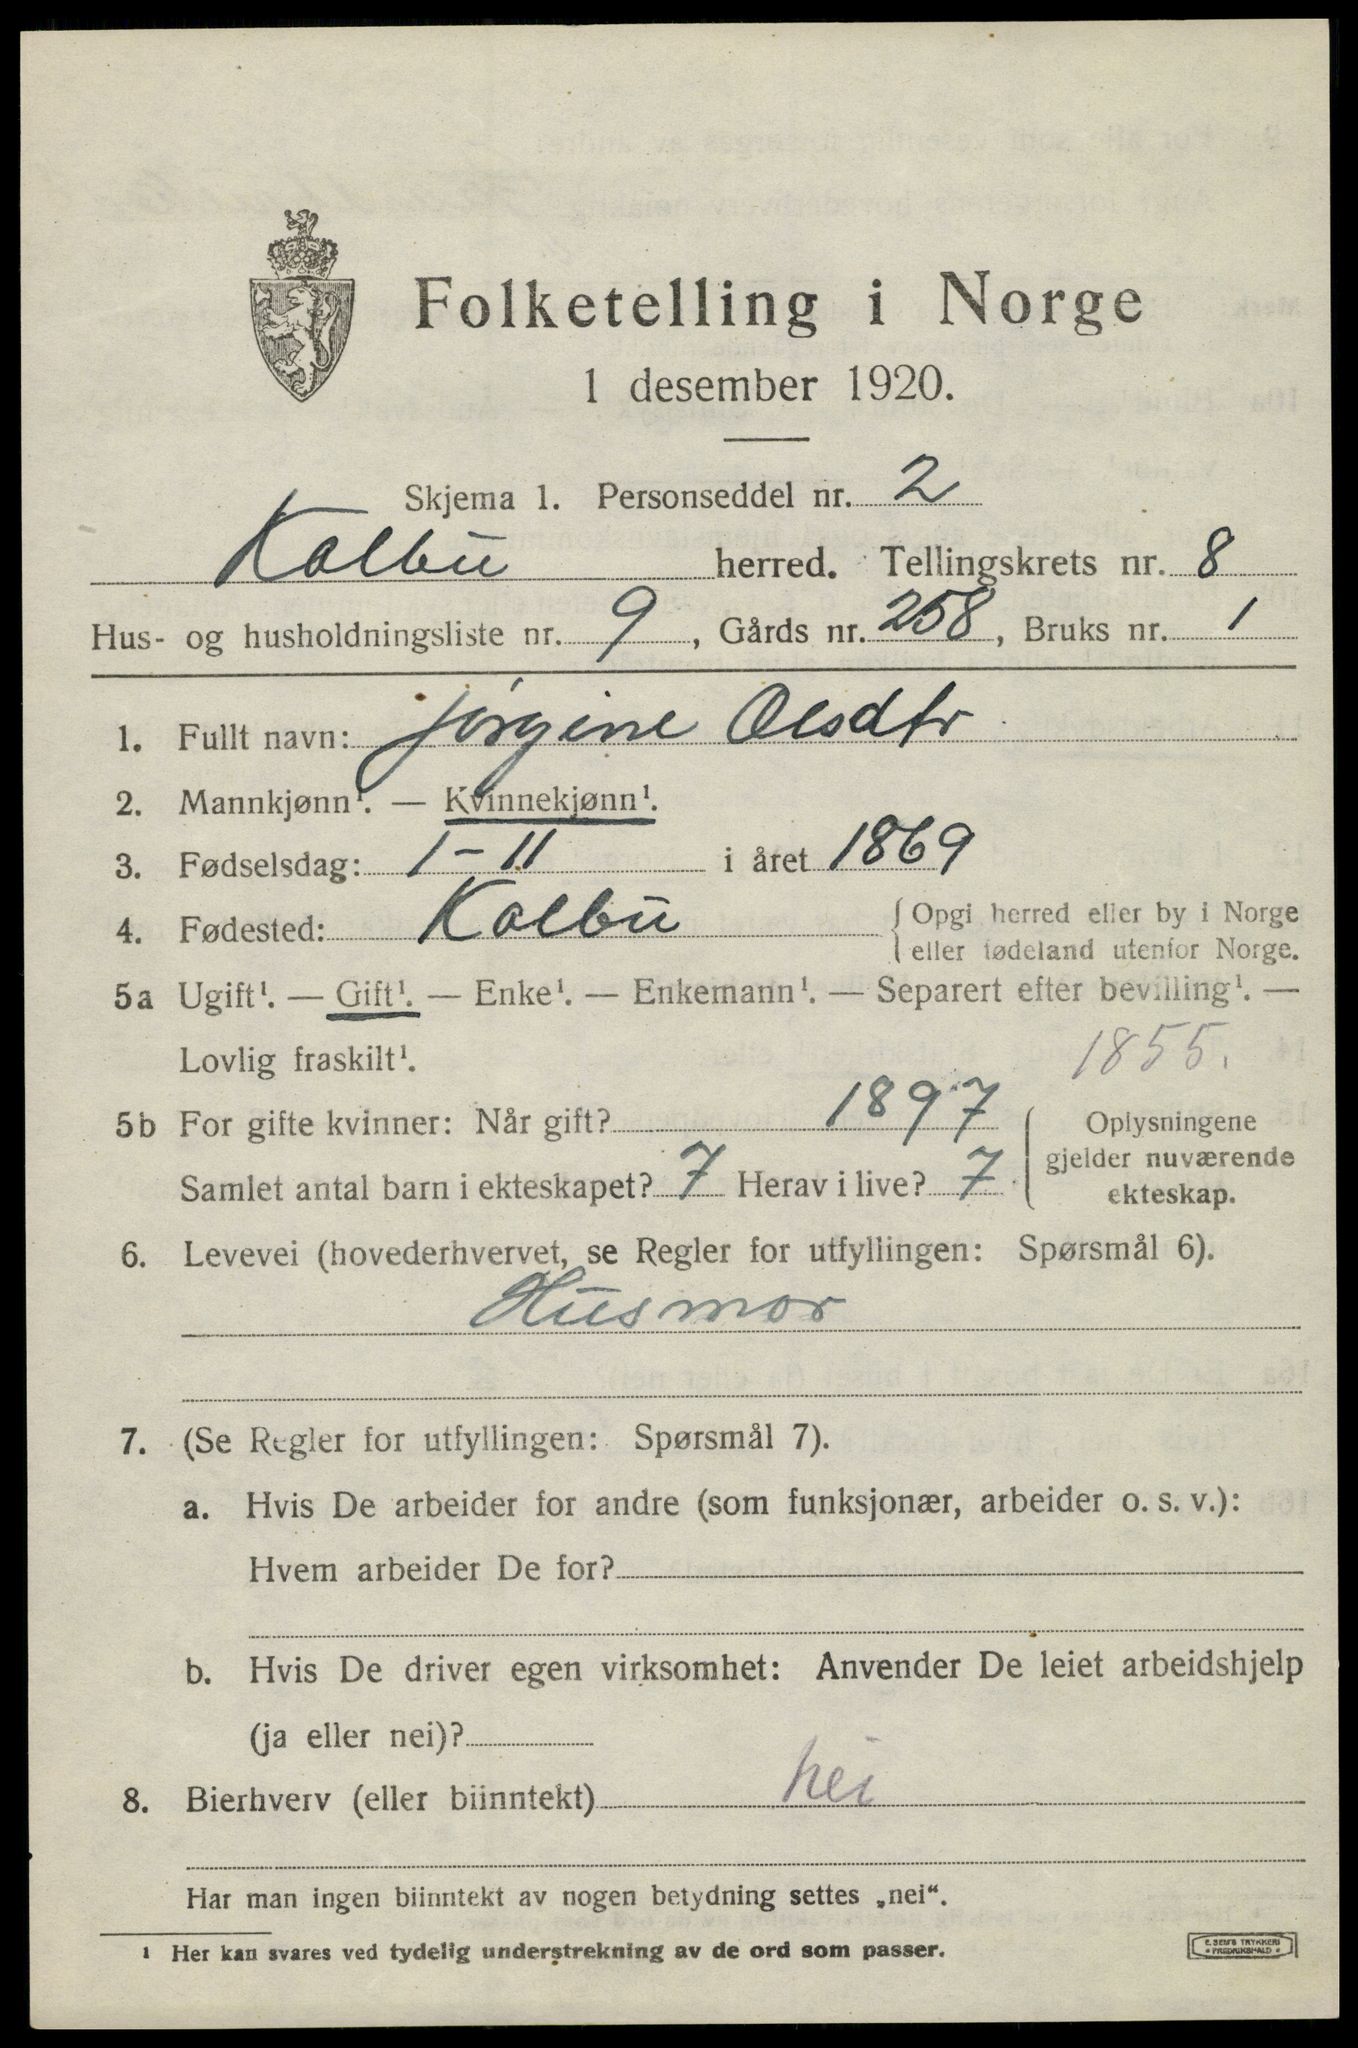 Folketelling i Norge
1 desember 1920.
Skjema 1. Personseddel nr. 2
Kolbu herred. Tellingskrets nr. 8
Hus- og husholdningsliste nr. 9, Gårds nr. 258, Bruks nr. 1
1. Fullt navn: Jørgine Olsdtr
2. Mannkjønn¹. — Kvinnekjønn¹.
3. Fødselsdag: 1-11 i året 1869
4. Fødested: Kolbu { Opgi herred eller by i Norge
eller fødeland utenfor Norge.
5a Ugift¹. — Gift¹. — Enke¹. — Enkemann¹. — Separert efter bevilling¹. —
Lovlig fraskilt¹. 1855.
5b For gifte kvinner: Når gift? 1897 { Oplysningene
gjelder nuværende
Samlet antal barn i ekteskapet? 7 Herav i live? 7 ekteskap.
6. Levevei (hovederhvervet, se Regler for utfyllingen: Spørsmål 6).
Husmor
7. (Se Regler for utfyllingen: Spørsmål 7).
a. Hvis De arbeider for andre (som funksjonær, arbeider o. s. v.):
Hvem arbeider De for?
b. Hvis De driver egen virksomhet: Anvender De leiet arbeidshjelp
(ja eller nei)?
8. Bierhverv (eller biinntekt) nei
Har man ingen biinntekt av nogen betydning settes „nei“.
¹ Her kan svares ved tydelig understrekning av de ord som passer.
E. SEM'S TRYKKERI
• FREDRIKSHALD •